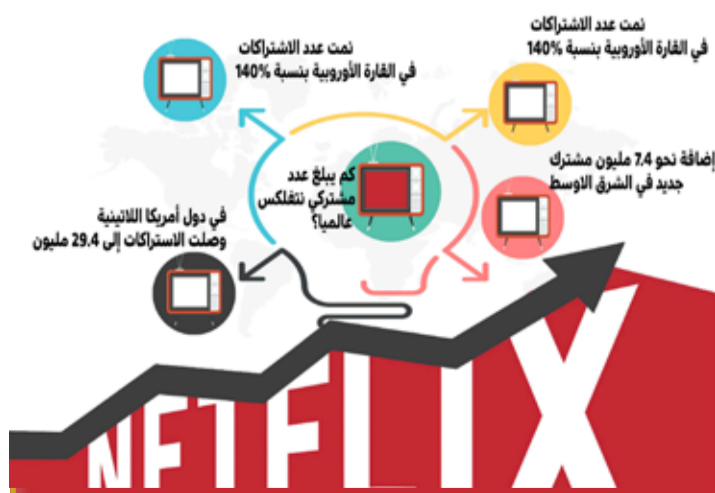 نمت عدد الاشتراكات
في القارة الأوروبية بنسبة 140%
نمت عدد الاشتراكات
في القارة الأوروبية بنسبة 140%
إضافة نحو 7.4 مليون مشترك
جديد في الشرق الاوسط
كم يبلغ عدد
مشتركي نتفلكس
عالميا؟
في دول أمريكا اللاتينية
وصلت الاستراكات إلى 29.4 مليون
NETFLIX